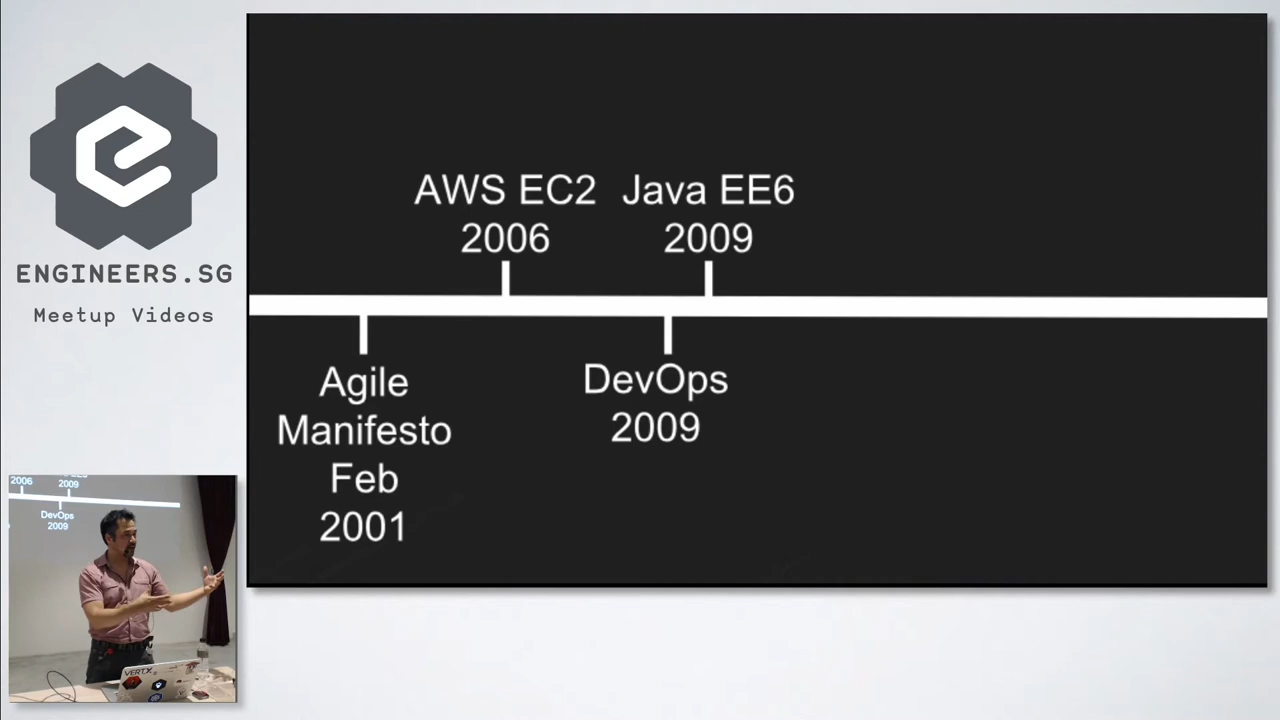 ENGINEERS.SG
Meetup Videos
AWS EC2
2006
Java EE6
2009
Agile
Manifesto
Feb
2001
DevOps
2009
2006
2009
DevOps
2009
VERT.X